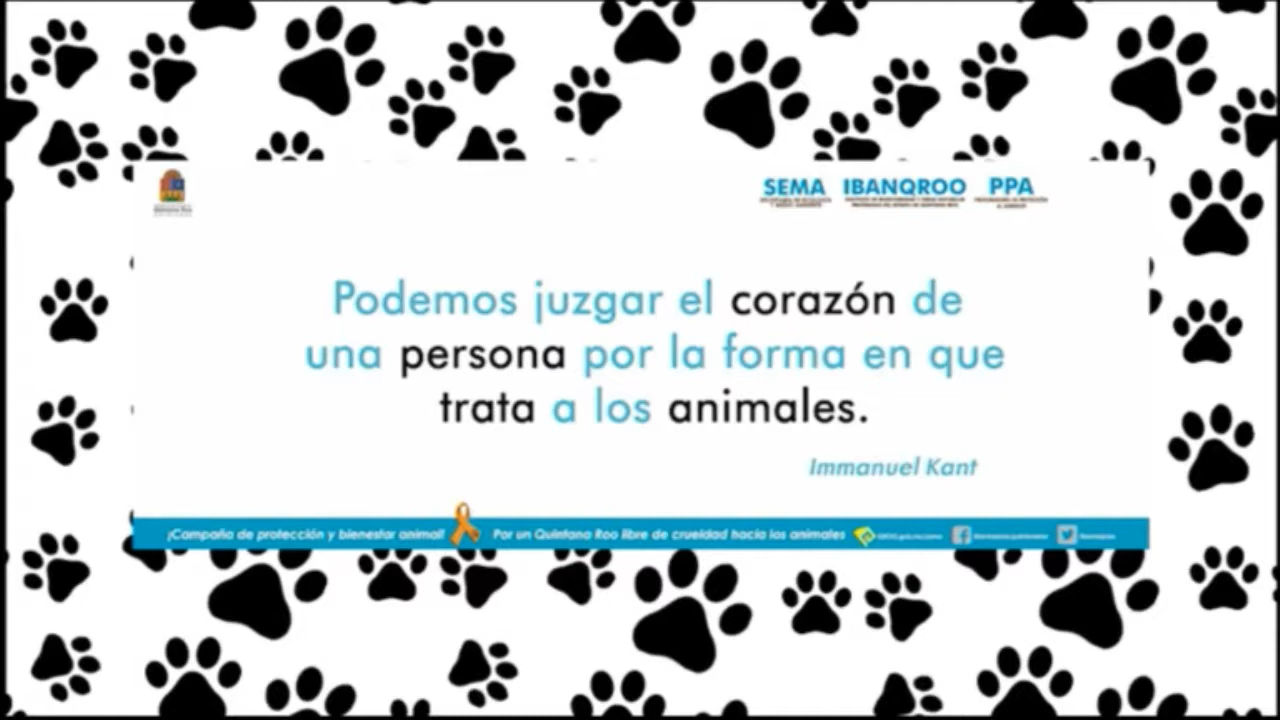 SEMA IBANQROO PPA
Podemos juzgar el corazón de
una persona por la forma en que
trata a los animales.
Immanuel Kant
¡Campaña de protección y bienestar animal! Por un Quintana Roo libre de crueldad hacia los animales